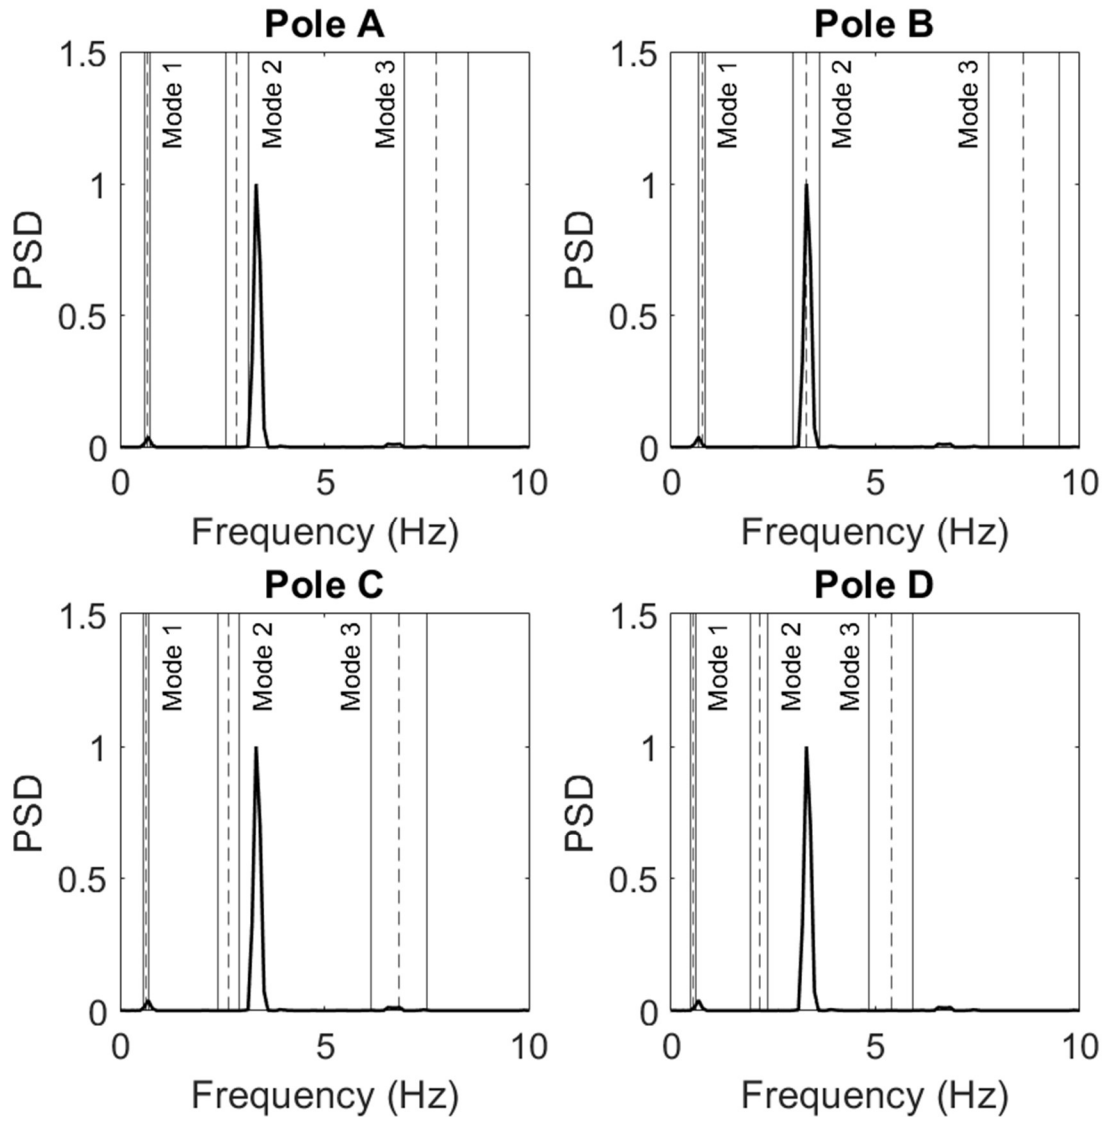 Pole A
1.5
1
0.5
0
PSD
Mode 1
Mode 2
Mode 3
0 5 10
Frequency (Hz)
Pole B
1.5
1
0.5
0
PSD
Mode 1
Mode 2
Mode 3
0 5 10
Frequency (Hz)
Pole C
1.5
1
0.5
0
PSD
Mode 1
Mode 2
Mode 3
0 5 10
Frequency (Hz)
Pole D
1.5
1
0.5
0
PSD
Mode 1
Mode 2
Mode 3
0 5 10
Frequency (Hz)